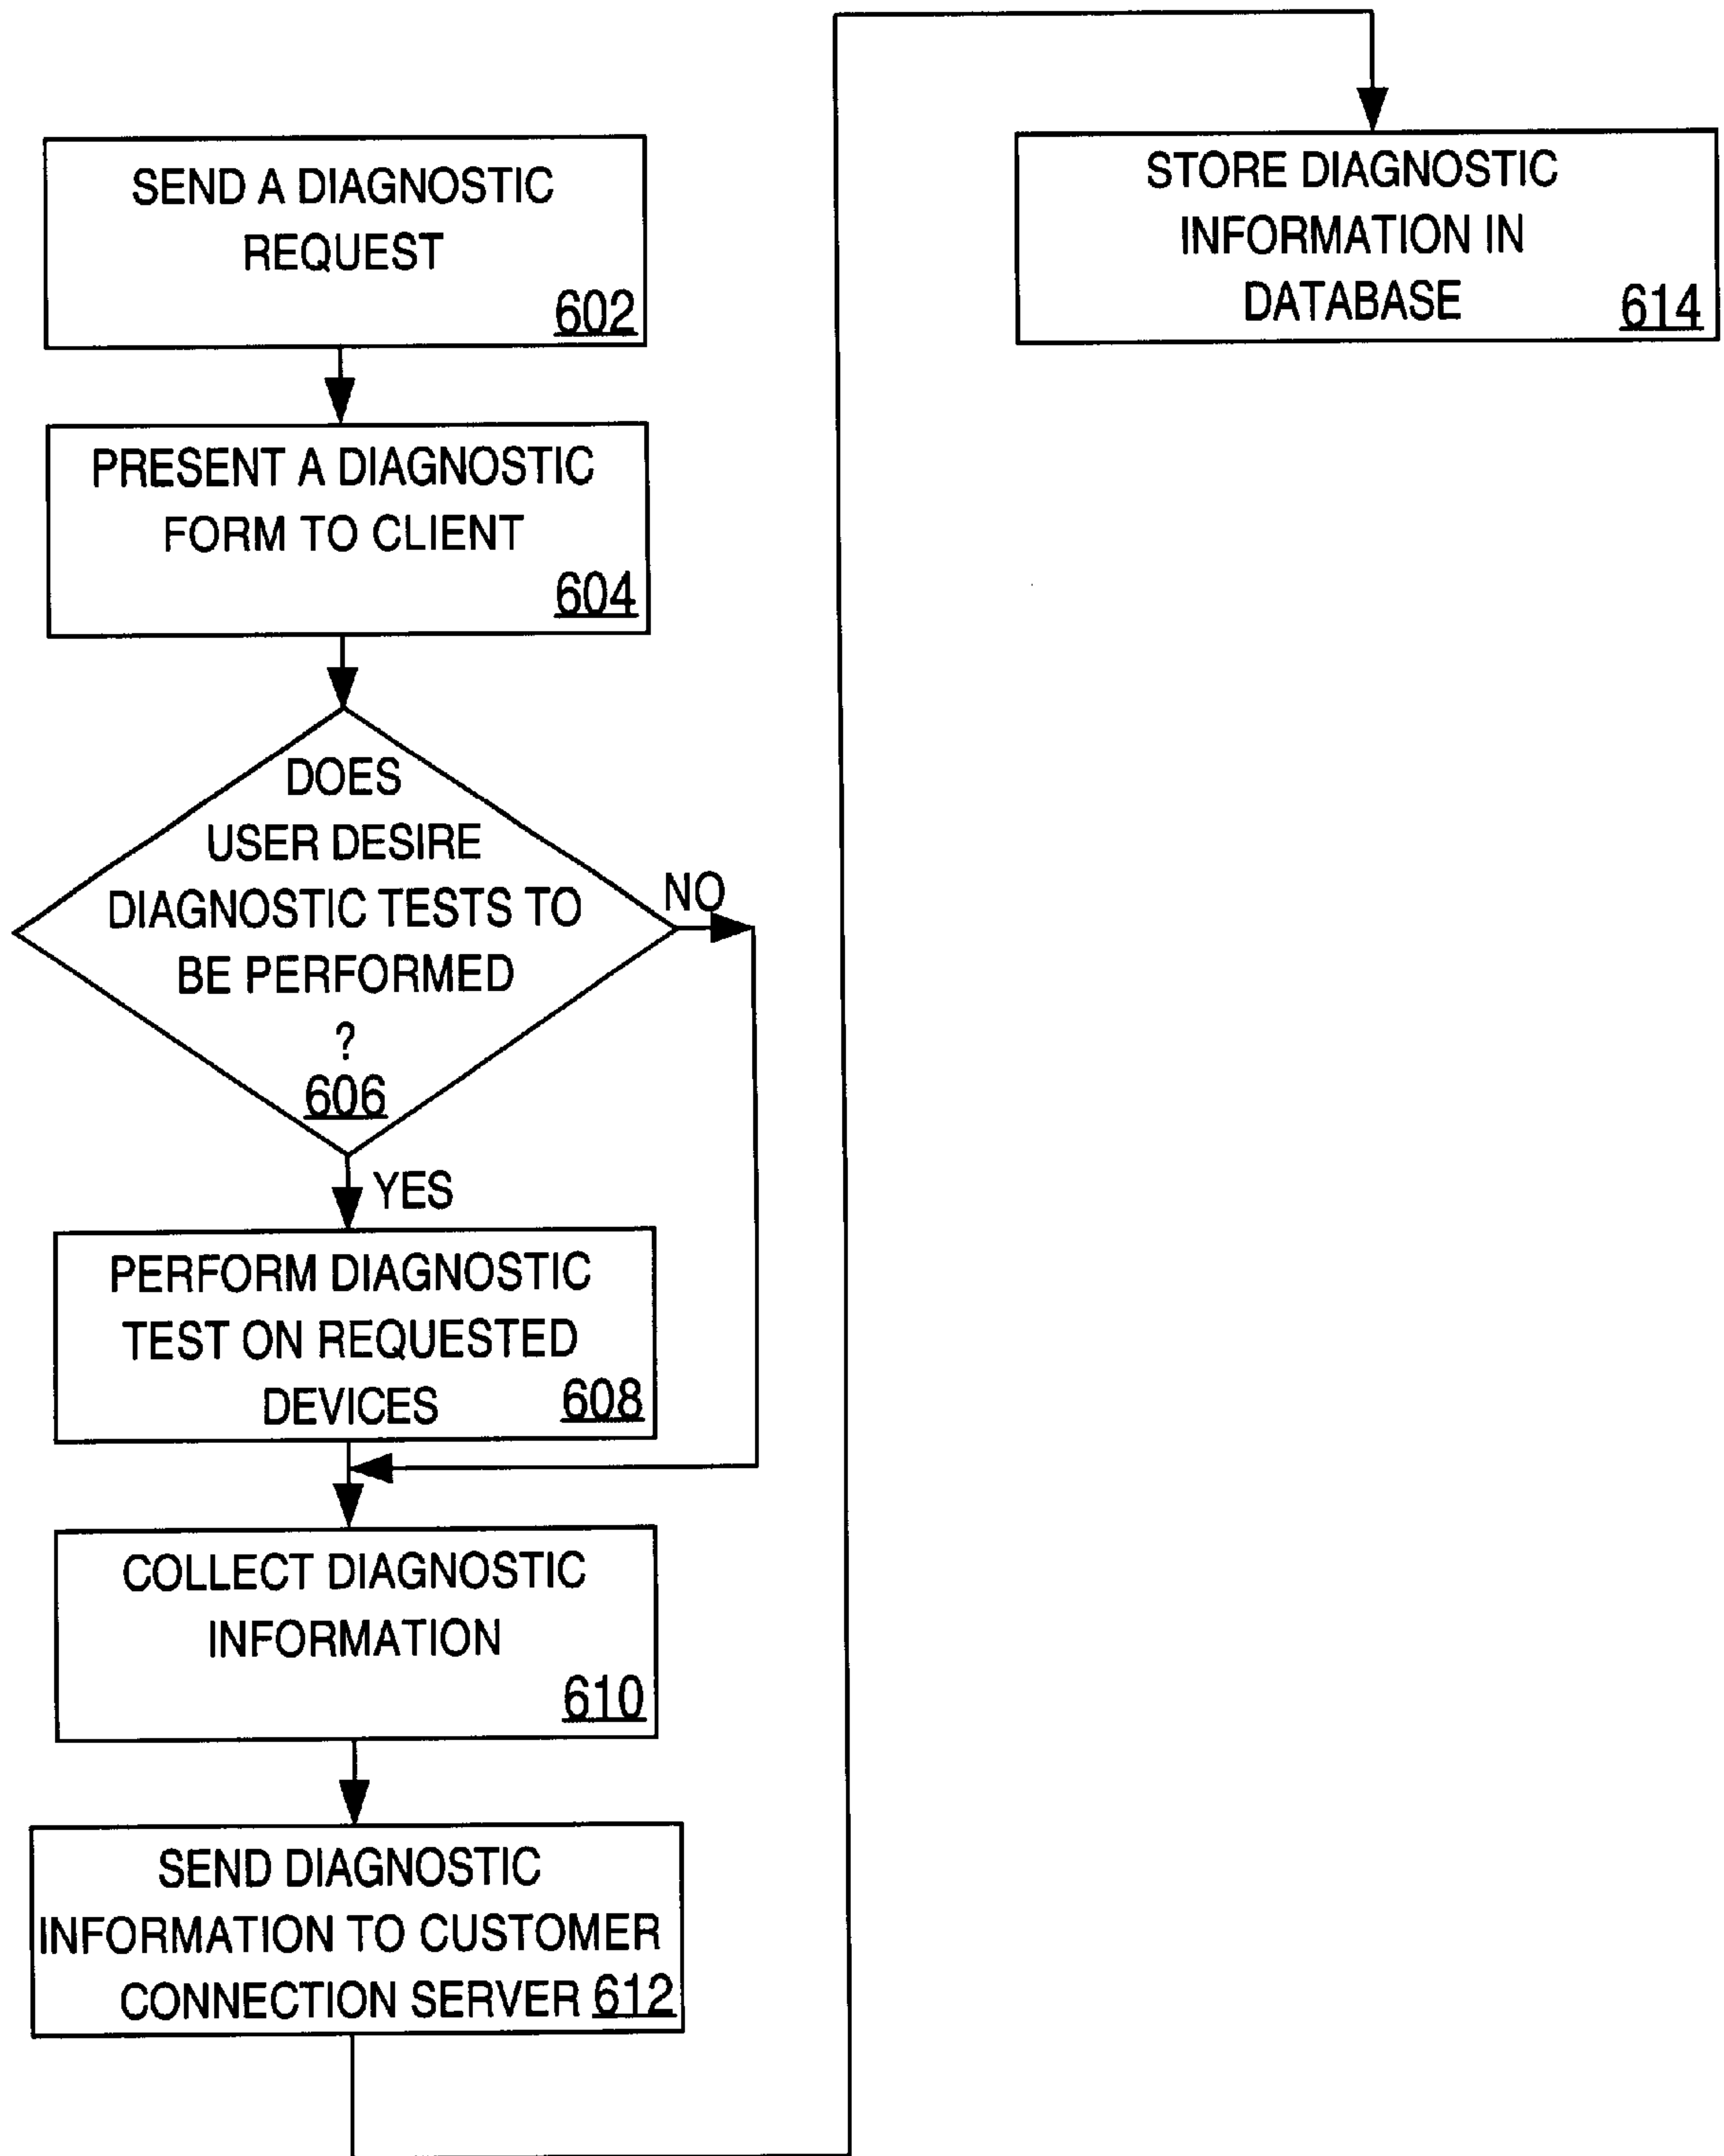 SEND A DIAGNOSTIC
REQUEST
602
PRESENT A DIAGNOSTIC
FORM TO CLIENT
604
DOES
USER DESIRE
DIAGNOSTIC TESTS TO
BE PERFORMED
?
606
NO
YES
PERFORM DIAGNOSTIC
TEST ON REQUESTED
DEVICES 608
COLLECT DIAGNOSTIC
INFORMATION
610
SEND DIAGNOSTIC
INFORMATION TO CUSTOMER
CONNECTION SERVER 612
STORE DIAGNOSTIC
INFORMATION IN
DATABASE 614